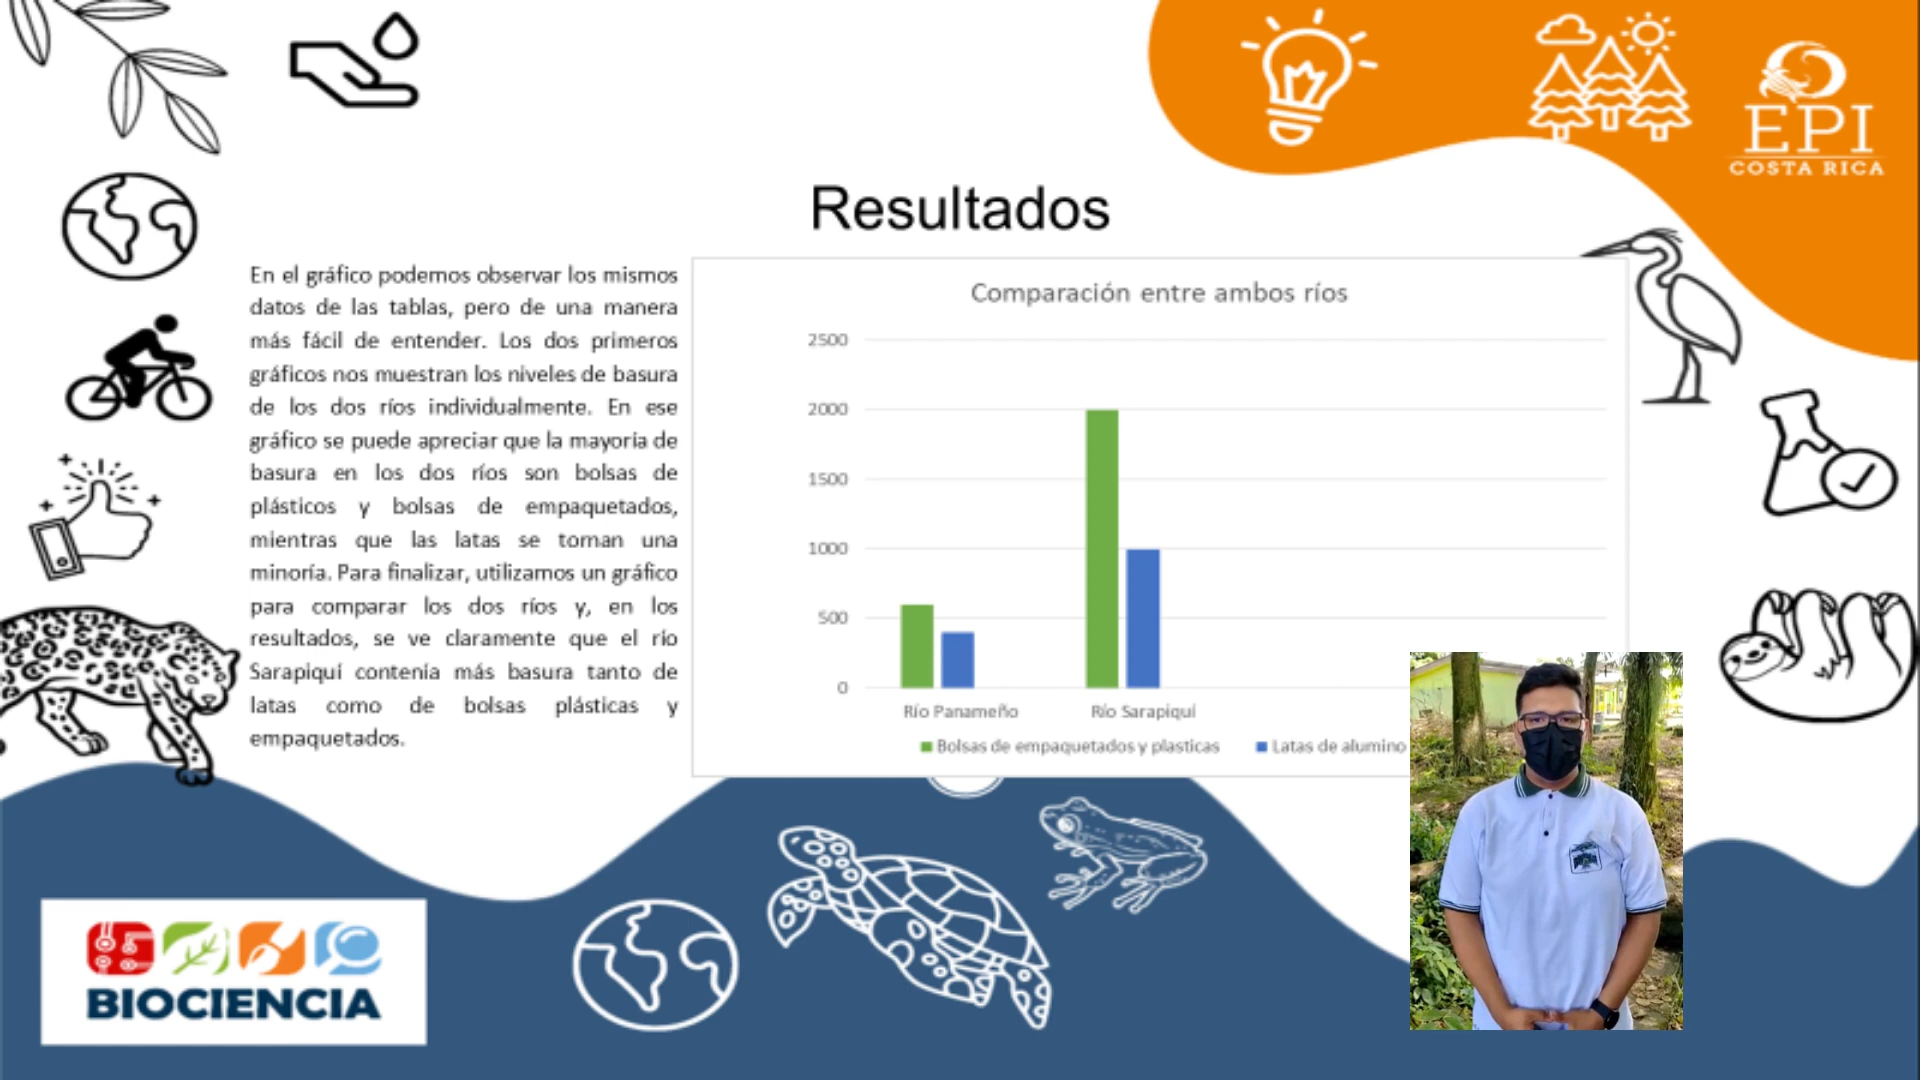 EPI
COSTA RICA
Resultados
En el gráfico podemos observar los mismos
datos de las tablas, pero de una manera
más fácil de entender. Los dos primeros
gráficos nos muestran los niveles de basura
de los dos ríos individualmente. En ese
gráfico se puede apreciar que la mayoría de
basura en los dos ríos son bolsas de
plásticos y bolsas de empaquetados,
mientras que las latas se tornan una
minoría. Para finalizar, utilizamos un gráfico
para comparar los dos ríos y, en los
resultados, se ve claramente que el río
Sarapiquí contenía más basura tanto de
latas como de bolsas plásticas y
empaquetados.
Comparación entre ambos ríos
2500
2000
1500
1000
500
0
Río Panameño Río Sarapiquí
Bolsas de empaquetados y plasticas Latas de alumino
BIOCIENCIA